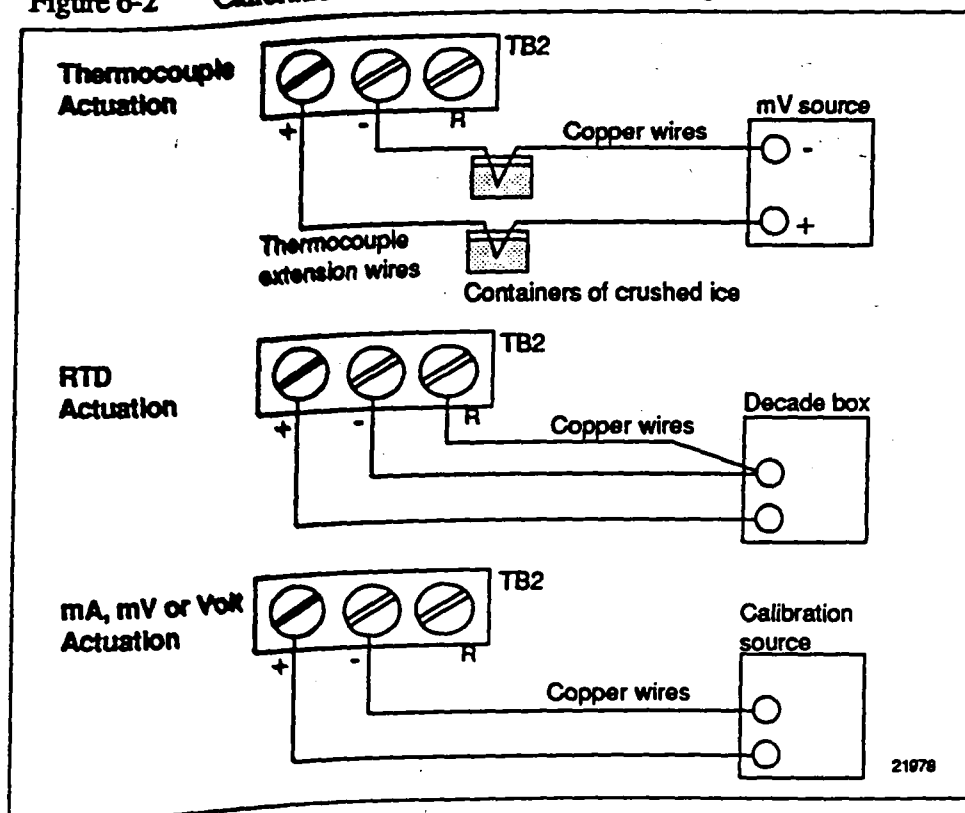 Figure 6-2
TB2
Thermocouple
Actuation
+ - R
Copper wires
mV source
-
+
Thermocouple
extension wires
Containers of crushed ice
TB2
RTD
Actuation
+ - R
Copper wires
Decade box
TB2
mA, mV or Volt
Actuation
+ - R
Copper wires
Calibration
source
21978